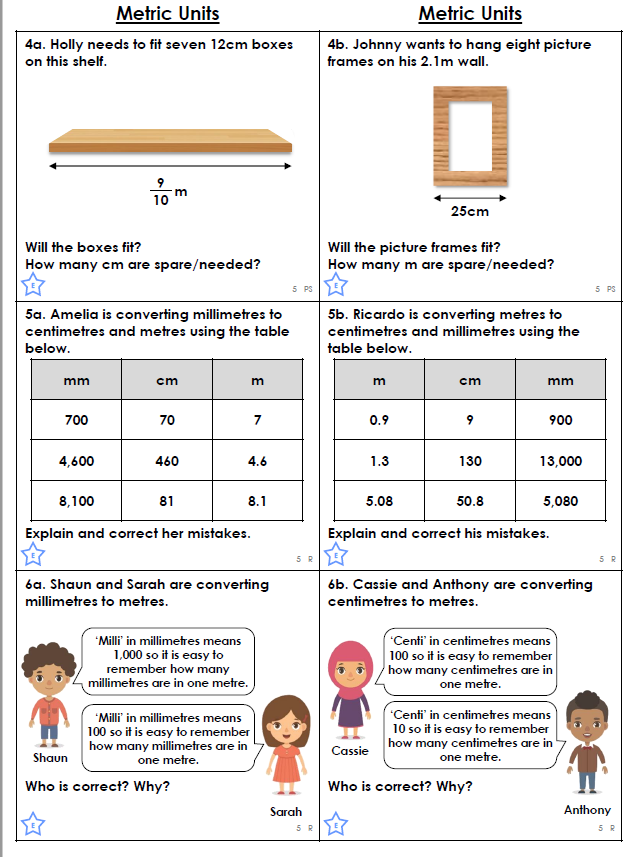 Metric Units
Metric Units
4a. Holly needs to fit seven 12cm boxes
on this shelf.
9
10 m
Will the boxes fit?
How many cm are spare/needed?
E
5 PS
4b. Johnny wants to hang eight picture
frames on his 2.1m wall.
25cm
Will the picture frames fit?
How many m are spare/needed?
E
5 PS
5a. Amelia is converting millimetres to
centimetres and metres using the table
below.
mm cm m
700 70 7
4,600 460 4.6
8,100 81 8.1
Explain and correct her mistakes.
E
5 R
5b. Ricardo is converting metres to
centimetres and millimetres using the
table below.
m cm mm
0.9 9 900
1.3 130 13,000
5.08 50.8 5,080
Explain and correct his mistakes.
E
5 R
6a. Shaun and Sarah are converting
millimetres to metres.
‘Milli’ in millimetres means
1,000 so it is easy to
remember how many
millimetres are in one metre.
‘Milli’ in millimetres means
100 so it is easy to remember
how many millimetres are in
one metre.
Shaun
Who is correct? Why?
Sarah
E
5 R
6b. Cassie and Anthony are converting
centimetres to metres.
‘Centi’ in centimetres means
100 so it is easy to remember
how many centimetres are in
one metre.
‘Centi’ in centimetres means
10 so it is easy to remember
how many centimetres are in
one metre.
Cassie
Who is correct? Why?
Anthony
E
5 R